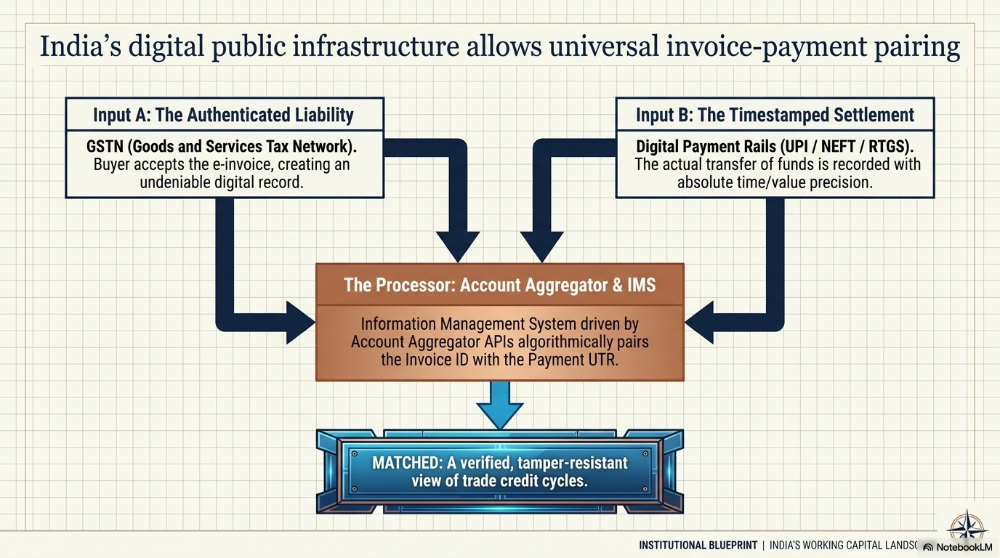 India's digital public infrastructure allows universal invoice-payment pairing
Input A: The Authenticated Liability
GSTN (Goods and Services Tax Network).
Buyer accepts the e-invoice, creating an
undeniable digital record.
Input B: The Timestamped Settlement
Digital Payment Rails (UPI / NEFT / RTGS).
The actual transfer of funds is recorded with
absolute time/value precision.
The Processor: Account Aggregator & IMS
Information Management System driven by
Account Aggregator APIs algorithmically pairs
the Invoice ID with the Payment UTR.
MATCHED: A verified, tamper-resistant
view of trade credit cycles.
INSTITUTIONAL BLUEPRINT | INDIA'S WORKING CAPITAL
NotebookLM